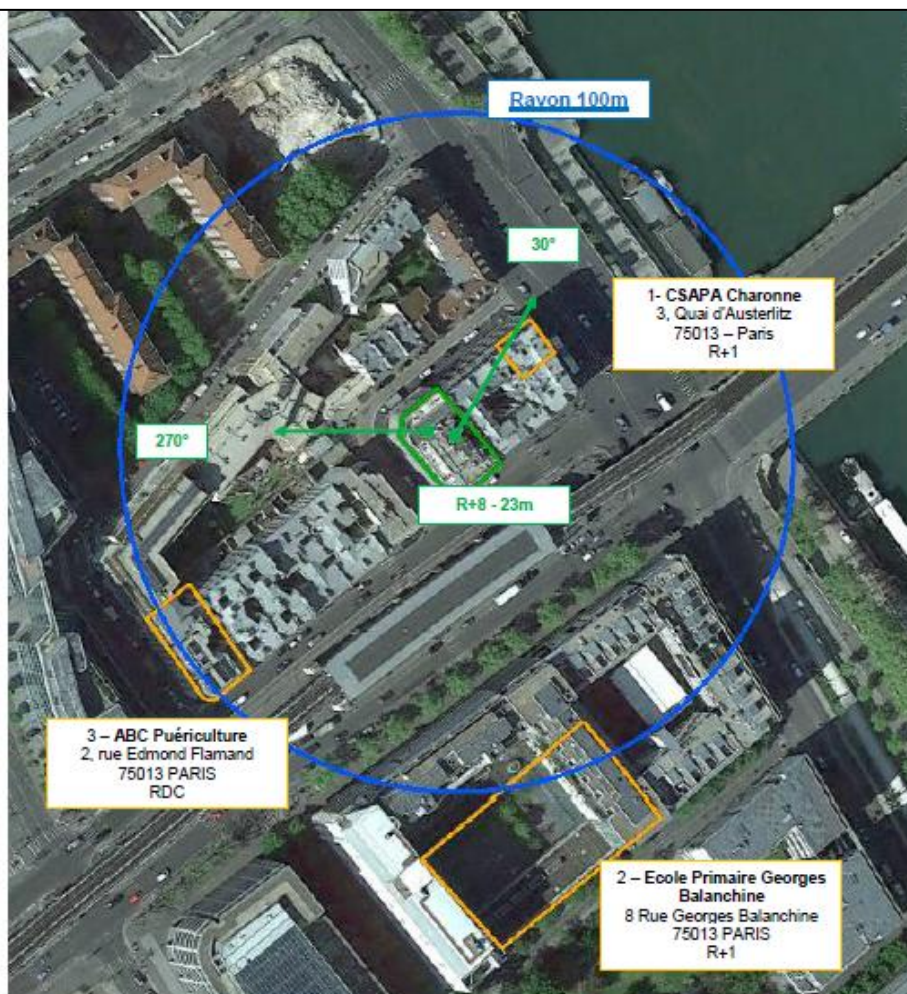 Rayon 100m
30°
1- CSAPA Charonne
3, Quai d'Austerlitz
75013 – Paris
R+1
270°
R+8 - 23m
3 – ABC Puériculture
2, rue Edmond Flamand
75013 PARIS
RDC
2 – Ecole Primaire Georges
Balanchine
8 Rue Georges Balanchine
75013 PARIS
R+1